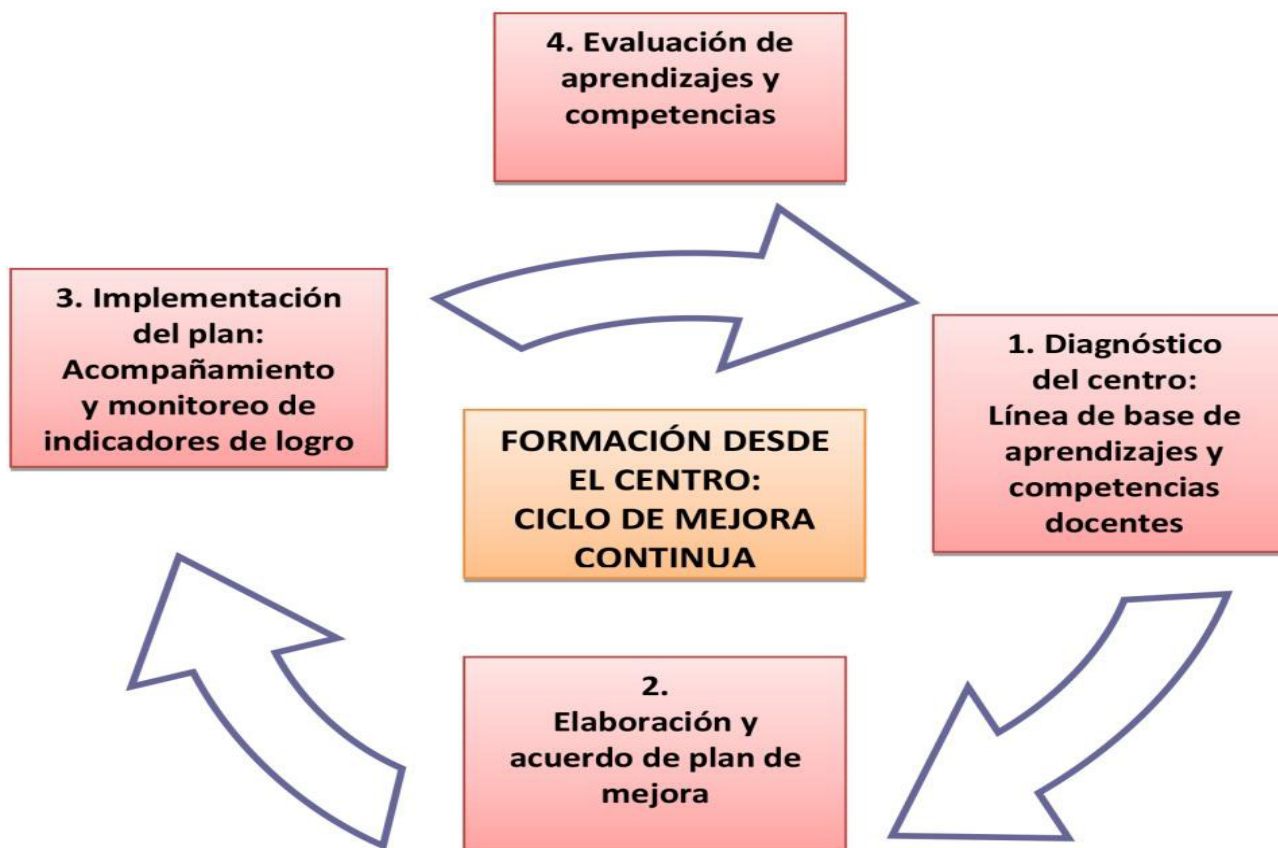 4. Evaluación de
aprendizajes y
competencias
3. Implementación
del plan:
Acompañamiento
y monitoreo de
indicadores de logro
1. Diagnóstico
del centro:
Línea de base de
aprendizajes y
competencias
docentes
FORMACIÓN DESDE
EL CENTRO:
CICLO DE MEJORA
CONTINUA
2.
Elaboración y
acuerdo de plan de
mejora